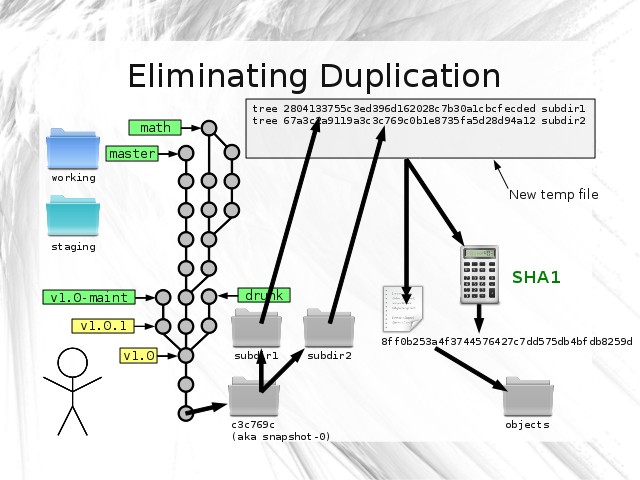 Eliminating Duplication
tree 2804133755c3ed396d162028c7b30a1cbcfecded subdir1
tree 67a3c2a9119a3c3c769c0b1e8735fa5d28d94a12 subdir2
math
master
working
New temp file
staging
SHA1
v1.0-maint
drunk
v1.0.1
8ff0b253a4f3744576427c7dd575db4bfdb8259d
v1.0
subdir1
subdir2
c3c769c
(aka snapshot-0)
objects